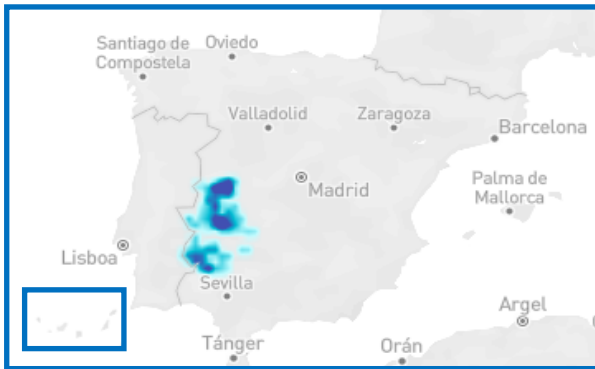 Santiago de
Compostela
Oviedo
Valladolid
Zaragoza
Barcelona
Madrid
Palma de
Mallorca
Lisboa
Sevilla
Argel
Tánger
Orán